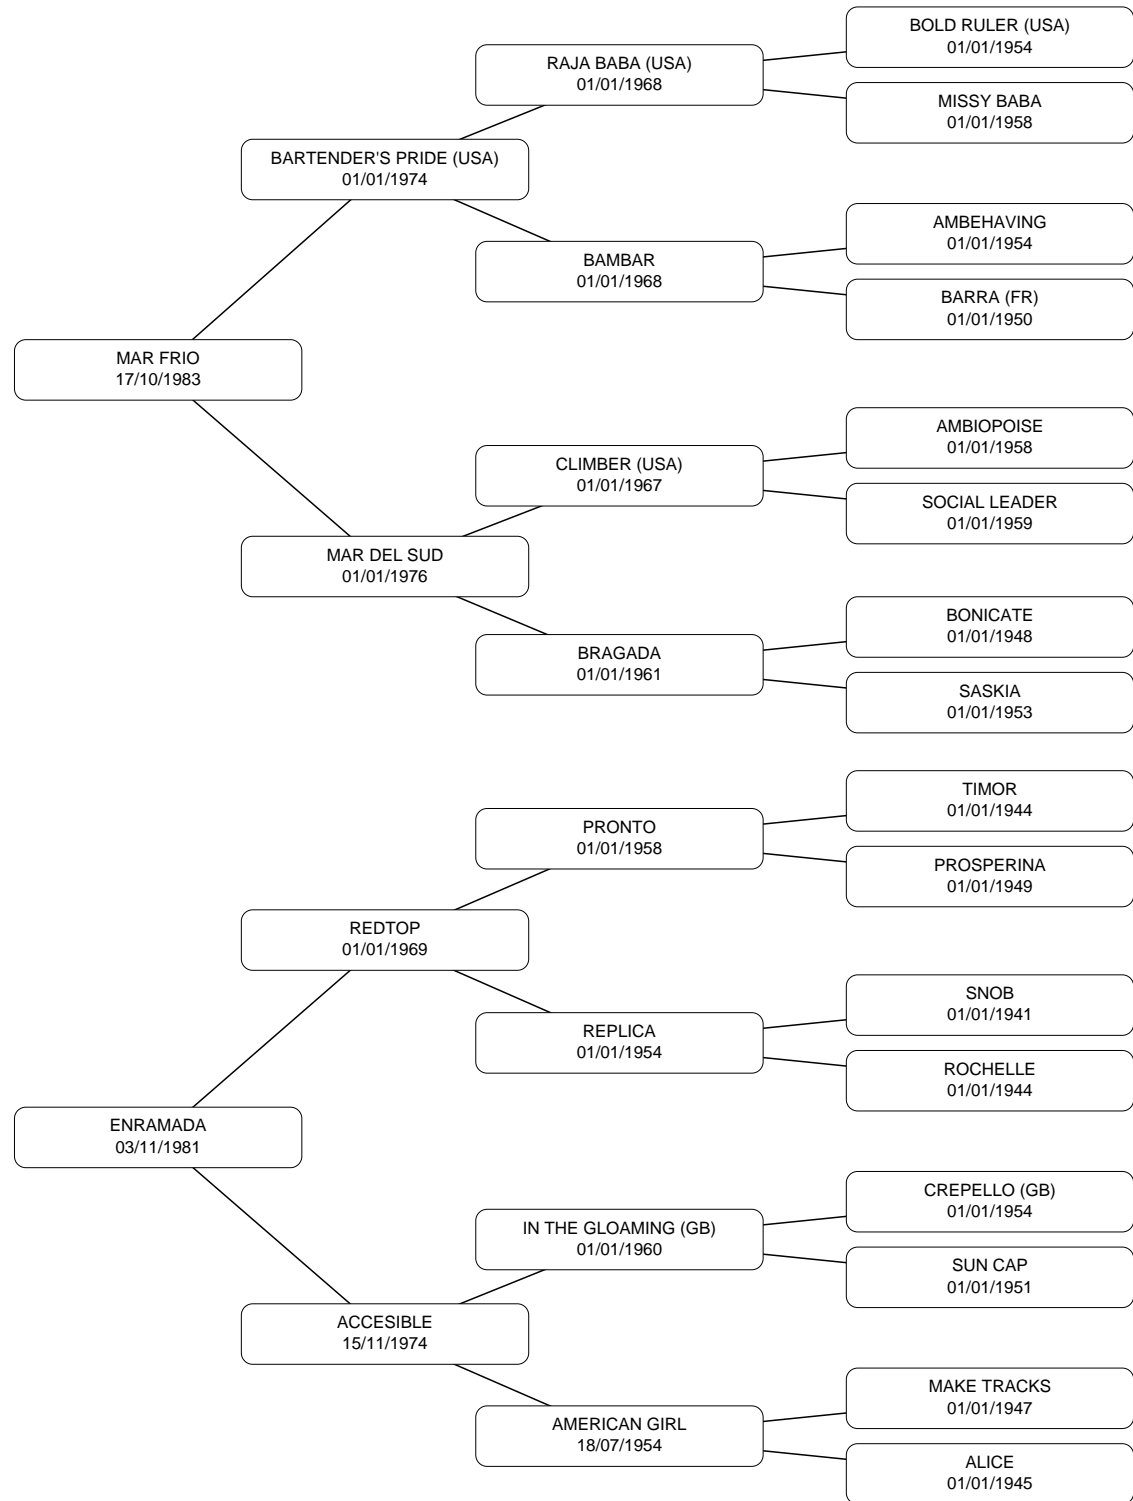 BOLD RULER (USA)
01/01/1954
RAJA BABA (USA)
01/01/1968
MISSY BABA
01/01/1958
BARTENDER'S PRIDE (USA)
01/01/1974
AMBEHAVING
01/01/1954
BAMBAR
01/01/1968
BARRA (FR)
01/01/1950
MAR FRIO
17/10/1983
AMBIOPOISE
01/01/1958
CLIMBER (USA)
01/01/1967
SOCIAL LEADER
01/01/1959
MAR DEL SUD
01/01/1976
BONICATE
01/01/1948
BRAGADA
01/01/1961
SASKIA
01/01/1953
TIMOR
01/01/1944
PRONTO
01/01/1958
PROSPERINA
01/01/1949
REDTOP
01/01/1969
SNOB
01/01/1941
REPLICA
01/01/1954
ROCHELLE
01/01/1944
ENRAMADA
03/11/1981
CREPELLO (GB)
01/01/1954
IN THE GLOAMING (GB)
01/01/1960
SUN CAP
01/01/1951
ACCESIBLE
15/11/1974
MAKE TRACKS
01/01/1947
AMERICAN GIRL
18/07/1954
ALICE
01/01/1945